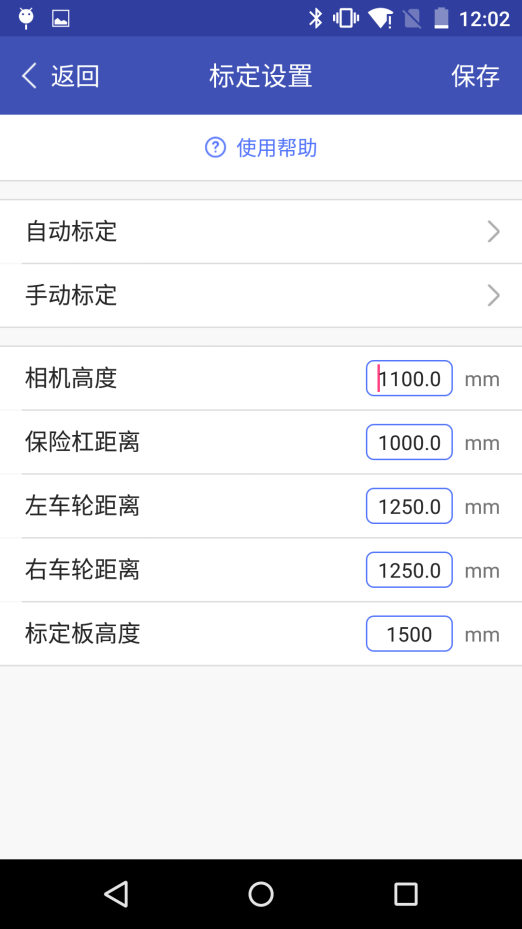 12:02
返回 标定设置 保存
使用帮助
自动标定
手动标定
相机高度 1100.0 mm
保险杠距离 1000.0 mm
左车轮距离 1250.0 mm
右车轮距离 1250.0 mm
标定板高度 1500 mm